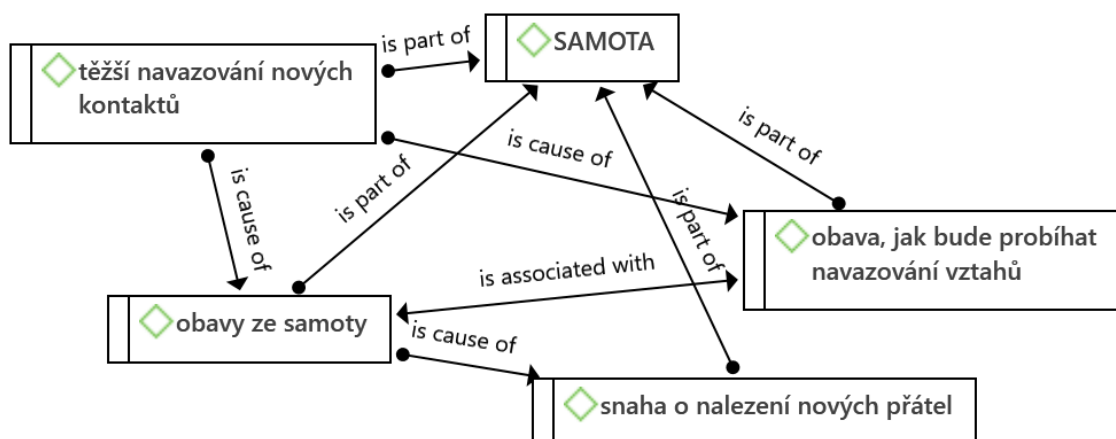 is part of
SAMOTA
těžší navazování nových
kontaktů
is cause of
is part of
is cause of
is part of
is part of
obava, jak bude probíhat
navazování vztahů
is associated with
obavy ze samoty
is cause of
snaha o nalezení nových přátel